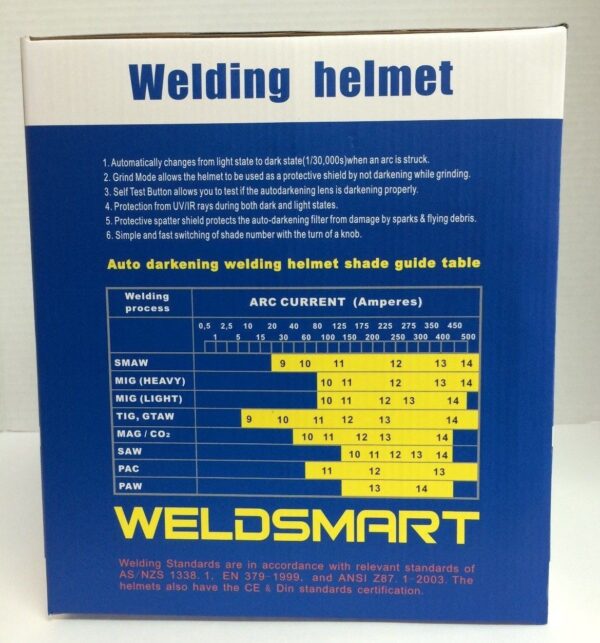 Welding helmet
1. Automatically changes from light state to dark state(1/30,000s)when an arc is struck.
2. Grind Mode allows the helmet to be used as a protective shield by not darkening while grinding.
3. Self Test Button allows you to test if the autodarkening lens is darkening properly.
4. Protection from UV/IR rays during both dark and light states.
5. Protective spatter shield protects the auto-darkening filter from damage by sparks & flying debris.
6. Simple and fast switching of shade number with the turn of a knob.
Auto darkening welding helmet shade guide table
Welding process ARC CURRENT (Amperes)
0,5 2,5 10 20 40 80 125 175 225 275 350 450
1 5 15 30 60 100 150 200 250 300 400 500
SMAW 9 10 11 12 13 14
MIG (HEAVY) 10 11 12 13 14
MIG (LIGHT) 10 11 12 13 14
TIG, GTAW 9 10 11 12 13 14
MAG / CO₂ 10 11 12 13 14
SAW 10 11 12 13 14
PAC 11 12 13
PAW 13 14
WELDSMART
Welding Standards are in accordance with relevant standards of
AS/NZS 1338. 1, EN 379-1999, and ANSI Z87. 1-2003. The
helmets also have the CE & Din standards certification.